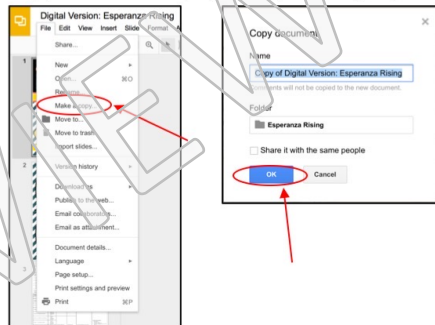 Digital Version: Esperanza Rising
File Edit View Insert Slide Format
Share...
New
Open... ⌘O
Rename...
Make a copy...
Move to...
Move to trash
Import slides...
Version history
Download as
Publish to the web...
Email collaborators...
Email as attachment...
Document details...
Language
Page setup...
Print settings and preview
Print ⌘P
1
2
3
Copy document
Name
Copy of Digital Version: Esperanza Rising
Comments will not be copied to the new document.
Folder
Esperanza Rising
Share it with the same people
OK Cancel